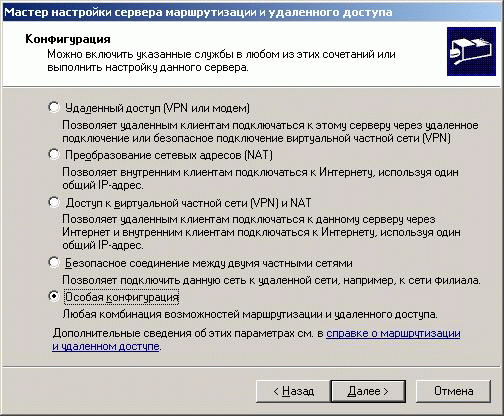 Мастер настройки сервера маршрутизации и удаленного доступа
Конфигурация
Можно включить указанные службы в любом из этих сочетаний или
выполнить настройку данного сервера.
Удаленный доступ (VPN или модем)
Позволяет удаленным клиентам подключаться к этому серверу через удаленное
подключение или безопасное подключение виртуальной частной сети (VPN)
Преобразование сетевых адресов (NAT)
Позволяет внутренним клиентам подключаться к Интернету, используя один
общий IP-адрес.
Доступ к виртуальной частной сети (VPN) и NAT
Позволяет удаленным клиентам подключаться к данному серверу через
Интернет и внутренним клиентам подключаться к Интернету, используя один
общий IP-адрес.
Безопасное соединение между двумя частными сетями
Позволяет подключить данную сеть к удаленной сети, например, к сети филиала.
Особая конфигурация
Любая комбинация возможностей маршрутизации и удаленного доступа.
Дополнительные сведения об этих параметрах см. в справке о маршрутизации
и удаленном доступе.
< Назад Далее > Отмена